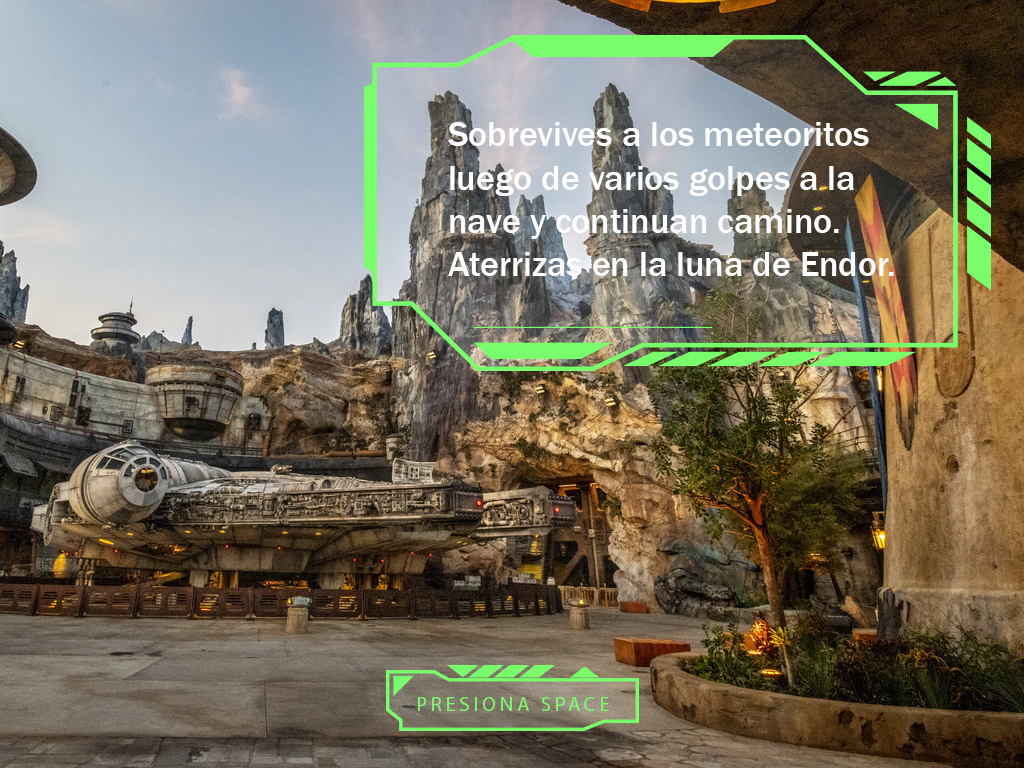 Sobrevives a los meteoritos
luego de varios golpes a la
nave y continuan camino.
Aterrizas en la luna de Endor.
PRESIONA SPACE